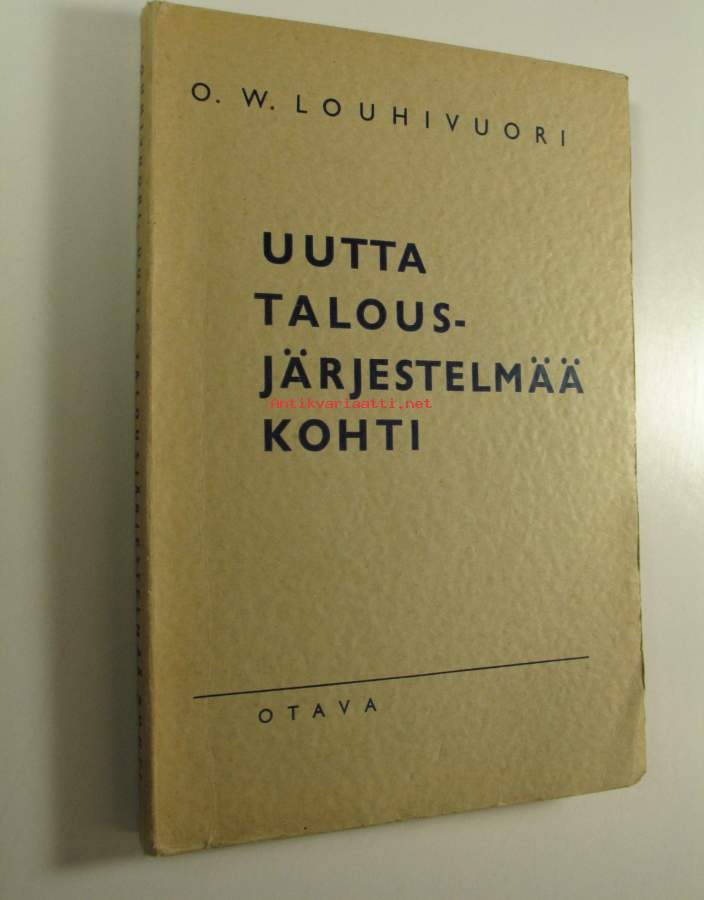 O. W. LOUHIVUORI
UUTTA
TALOUS-
JÄRJESTELMÄÄ
antikvariaatti.net
KOHTI
OTAVA